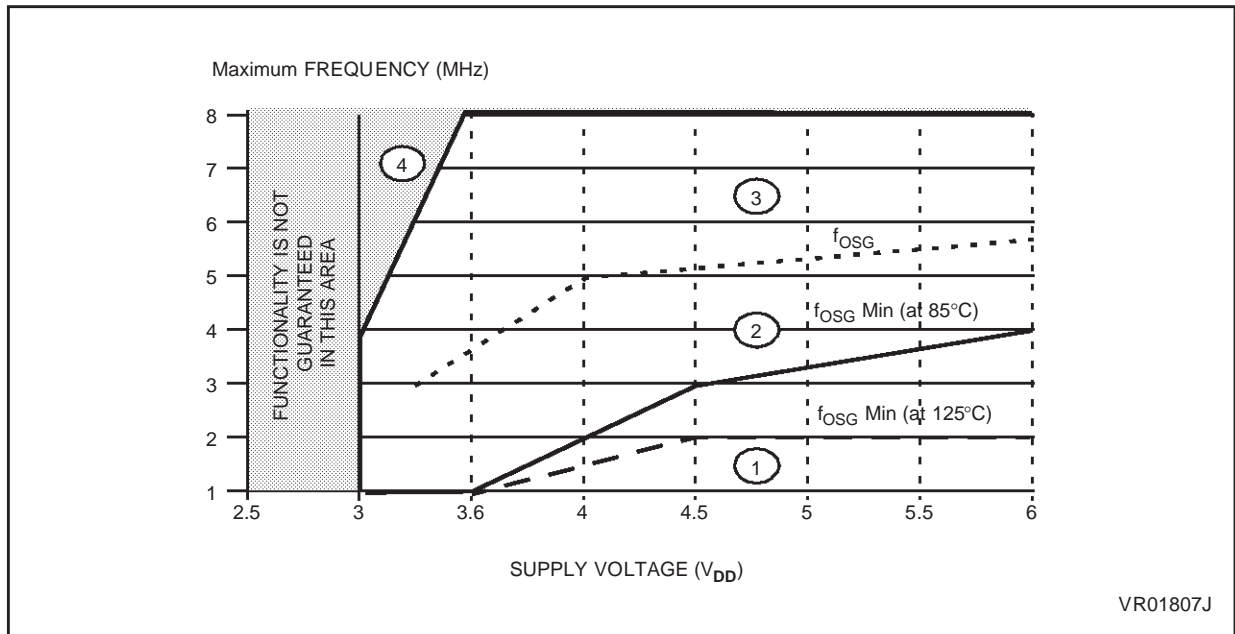 Maximum FREQUENCY (MHz)
8
7
6
5
4
3
2
1
FUNCTIONALITY IS NOT
GUARANTEED
IN THIS AREA
4
3
fOSG
fOSG Min (at 85°C)
2
fOSG Min (at 125°C)
1
2.5 3 3.6 4 4.5 5 5.5 6
SUPPLY VOLTAGE (VDD)
VR01807J